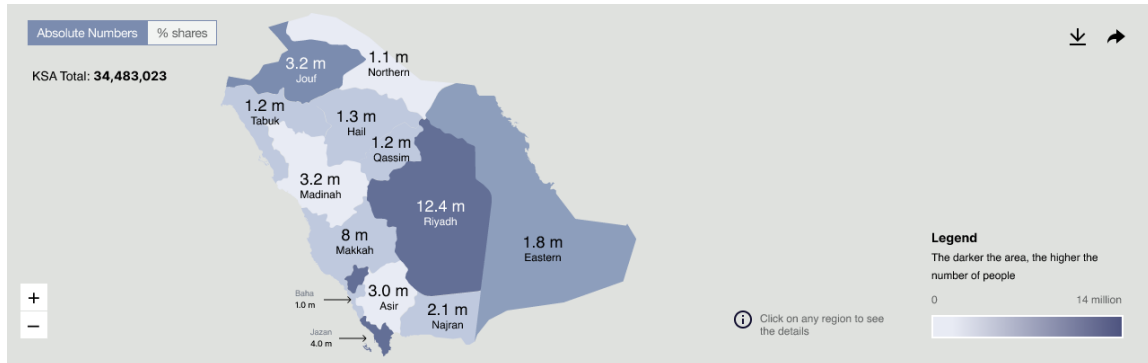 Absolute Numbers
% shares
KSA Total: 34,483,023
3.2 m
Jouf
1.1 m
Northern
1.2 m
Tabuk
1.3 m
Hail
1.2 m
Qassim
3.2 m
Madinah
12.4 m
Riyadh
8 m
Makkah
1.8 m
Eastern
Baha
1.0 m
3.0 m
Asir
2.1 m
Najran
Jazan
4.0 m
+
−
Click on any region to see
the details
Legend
The darker the area, the higher the
number of people
0
14 million